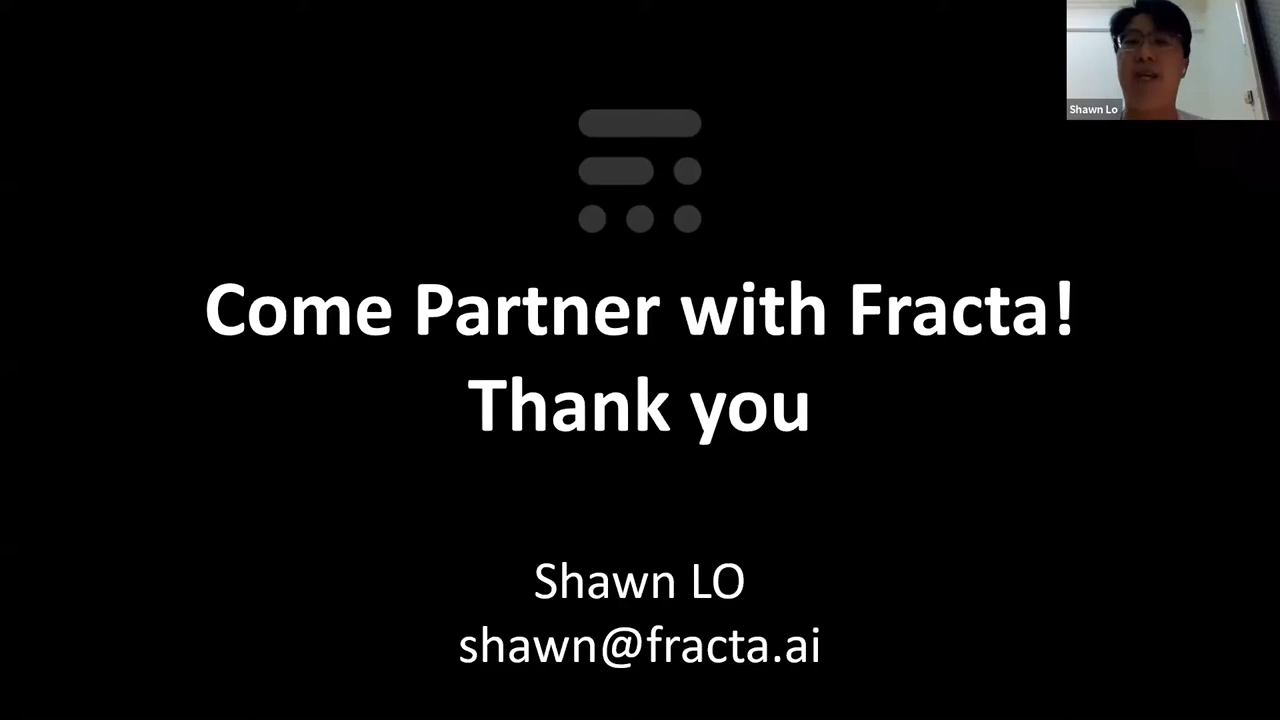 Shawn Lo
Come Partner with Fracta!
Thank you
Shawn LO
shawn@fracta.ai